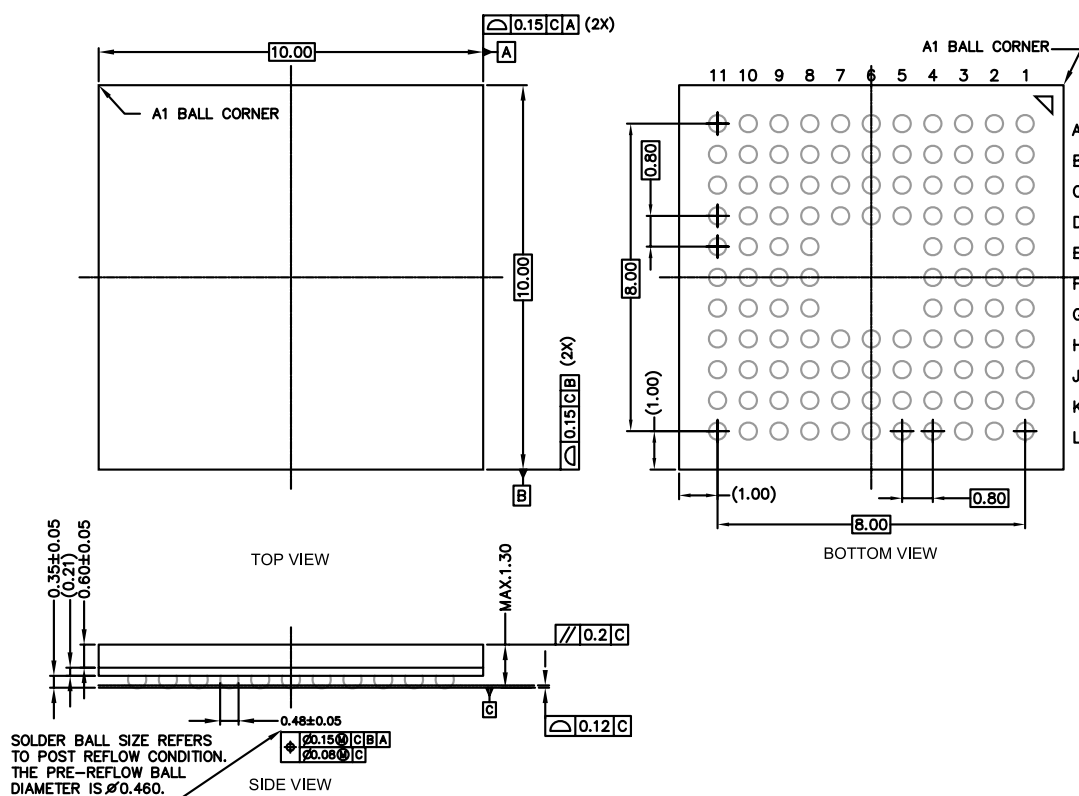 ⌓ 0.15 C A (2X)
10.00
A
A1 BALL CORNER
10.00
⌓ 0.15 C B (2X)
B
TOP VIEW
A1 BALL CORNER
11 10 9 8 7 6 5 4 3 2 1
A
B
C
D
E
F
G
H
J
K
L
0.80
8.00
(1.00)
(1.00)
0.80
8.00
BOTTOM VIEW
0.35±0.05
(0.21)
0.60±0.05
MAX.1.30
// 0.2 C
C
⌓ 0.12 C
0.48±0.05
⌖ Ø0.15Ⓜ C B A
Ø0.08Ⓜ C
SOLDER BALL SIZE REFERS
TO POST REFLOW CONDITION.
THE PRE-REFLOW BALL
DIAMETER IS Ø0.460.
SIDE VIEW